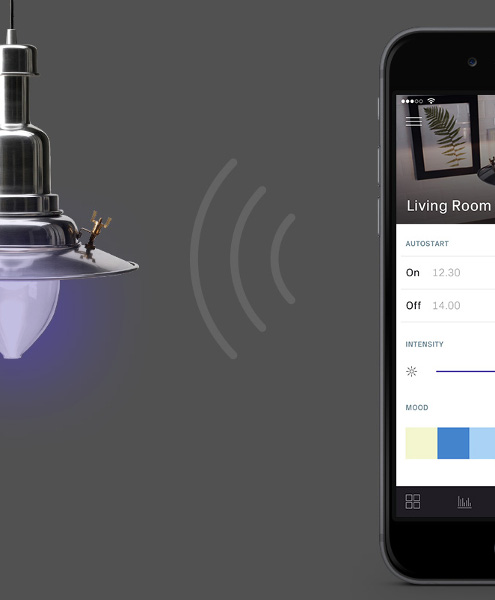 Living Room
AUTOSTART
On 12.30
Off 14.00
INTENSITY
MOOD